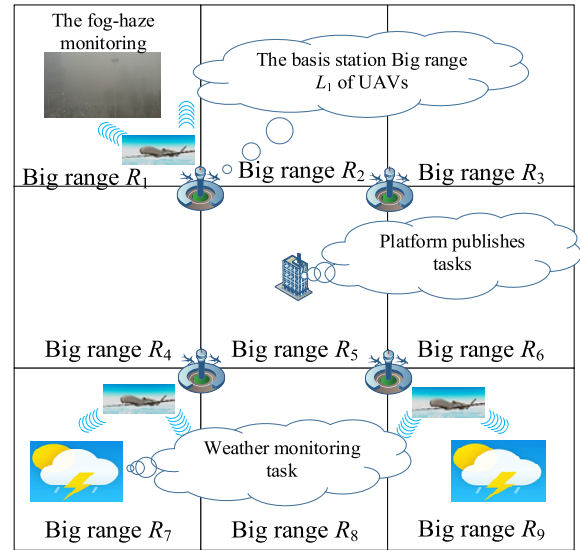 The fog-haze
monitoring
The basis station Big range
L₁ of UAVs
Big range R₁
Big range R₂
Big range R₃
Platform publishes
tasks
Big range R₄
Big range R₅
Big range R₆
Weather monitoring
task
Big range R₇
Big range R₈
Big range R₉